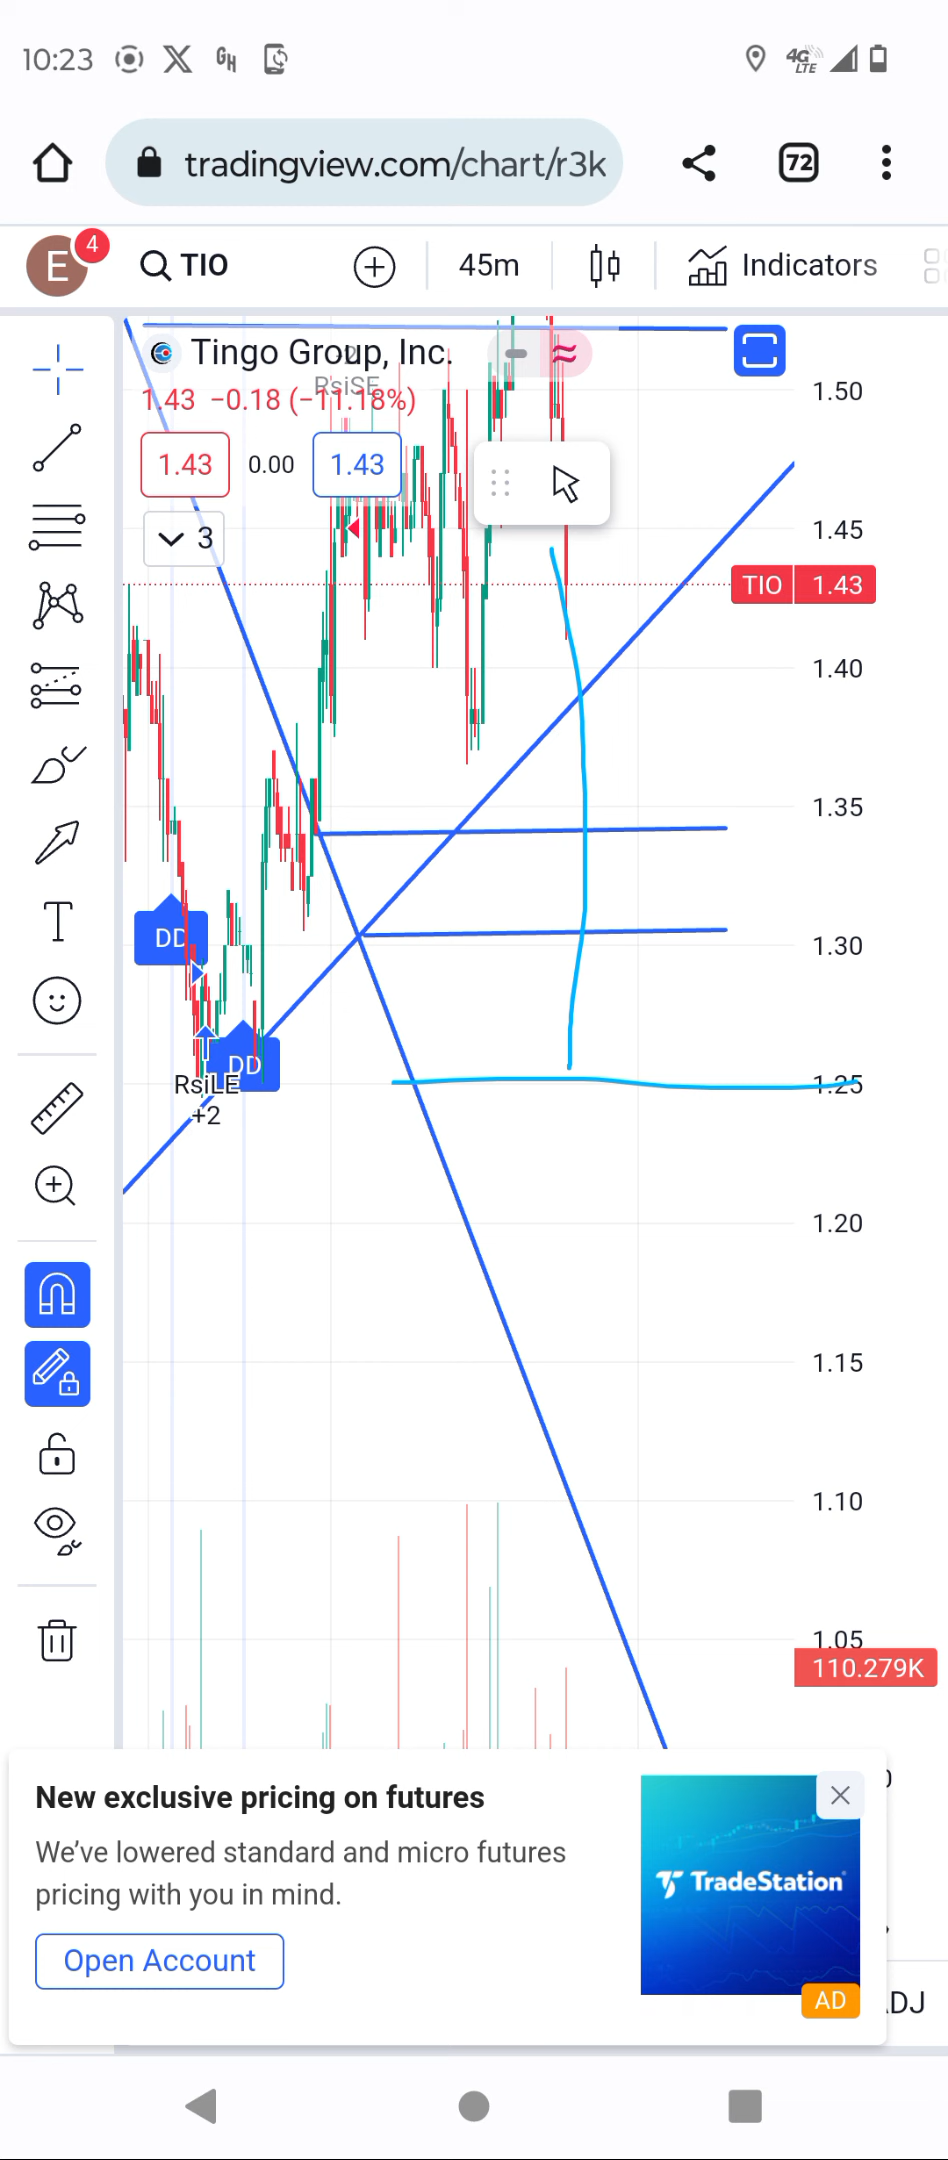 10:23
4G
LTE
tradingview.com/chart/r3k
72
E
4
TIO
45m
Indicators
Tingo Group, Inc.
RsiSE
1.43 −0.18 (−11.18%)
1.43
0.00
1.43
3
1.50
1.45
TIO 1.43
1.40
1.35
DD
1.30
DD
RsiLE
+2
1.25
1.20
1.15
1.10
1.05
110.279K
New exclusive pricing on futures
We’ve lowered standard and micro futures
pricing with you in mind.
Open Account
TradeStation
AD
DJ